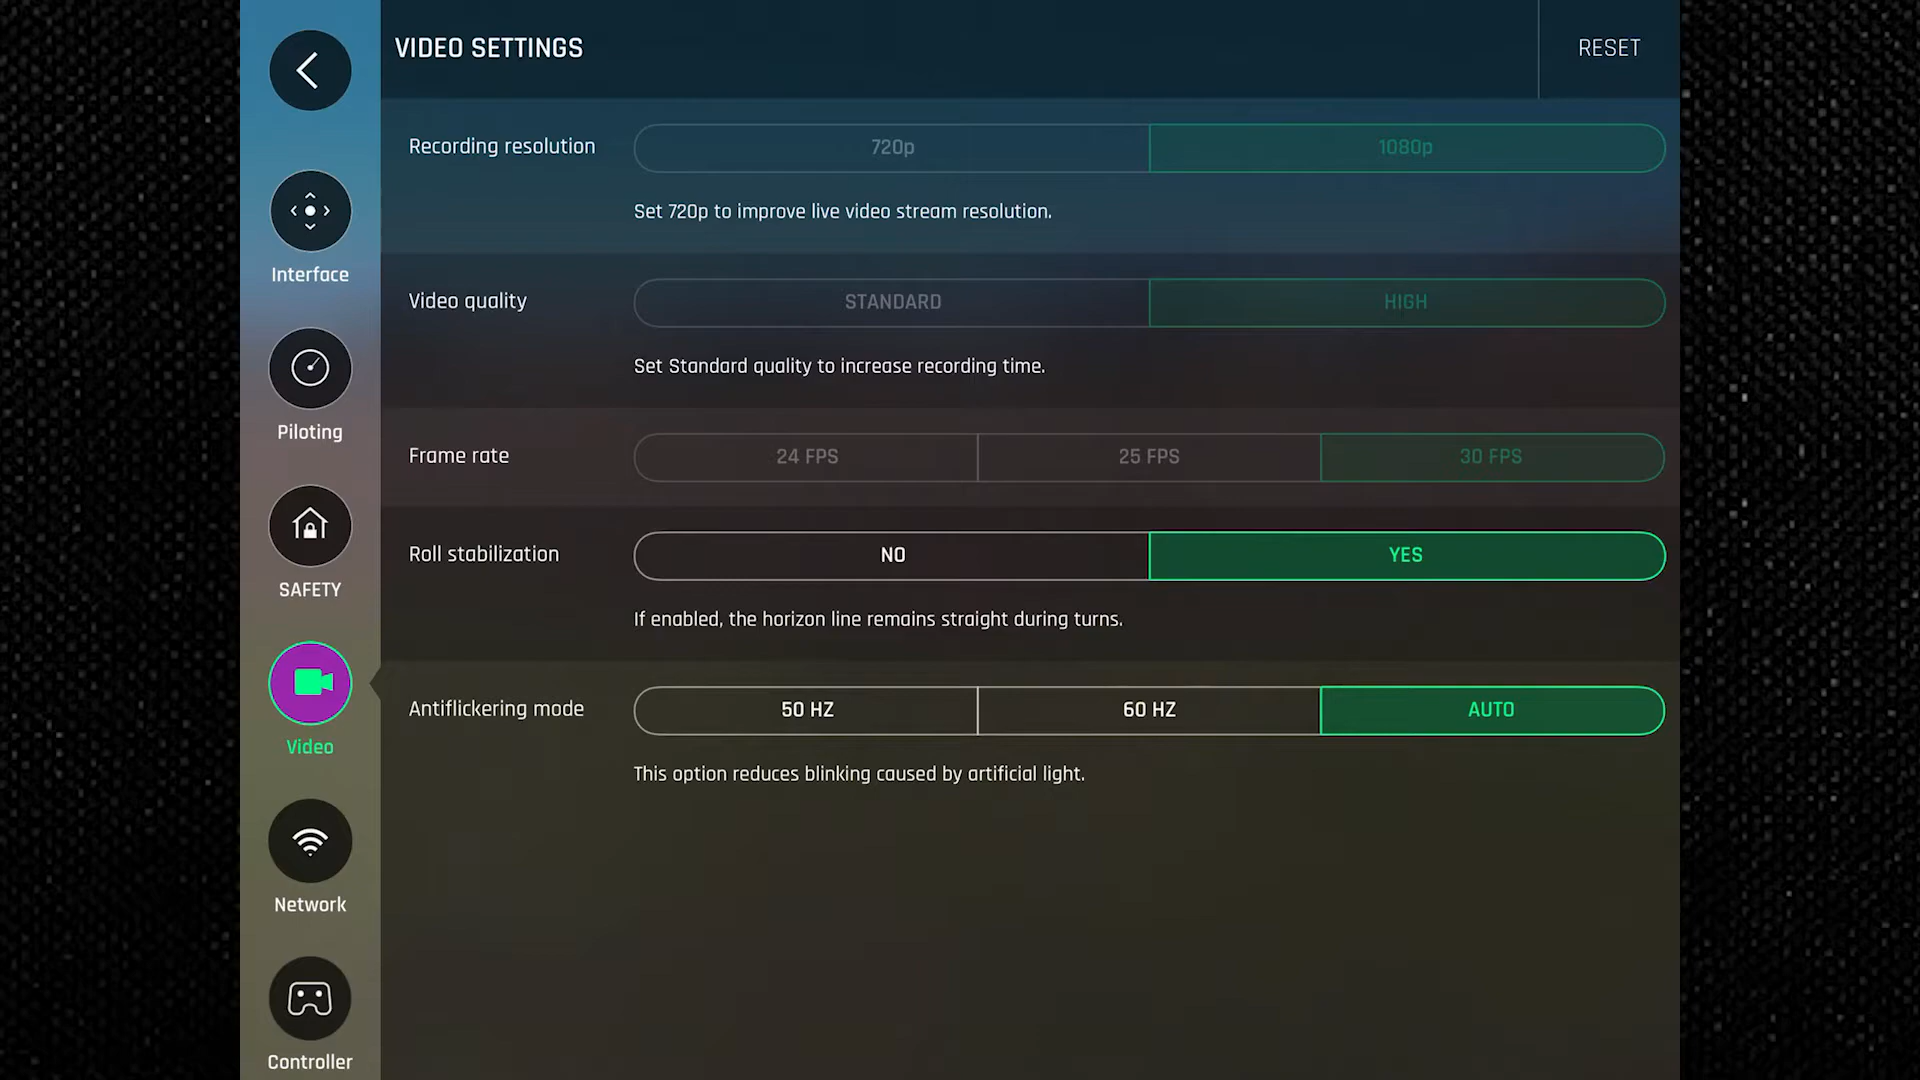 VIDEO SETTINGS
RESET
Recording resolution
720p
1080p
Set 720p to improve live video stream resolution.
Interface
Video quality
STANDARD
HIGH
Set Standard quality to increase recording time.
Piloting
Frame rate
24 FPS
25 FPS
30 FPS
SAFETY
Roll stabilization
NO
YES
If enabled, the horizon line remains straight during turns.
Video
Antiflickering mode
50 HZ
60 HZ
AUTO
This option reduces blinking caused by artificial light.
Network
Controller